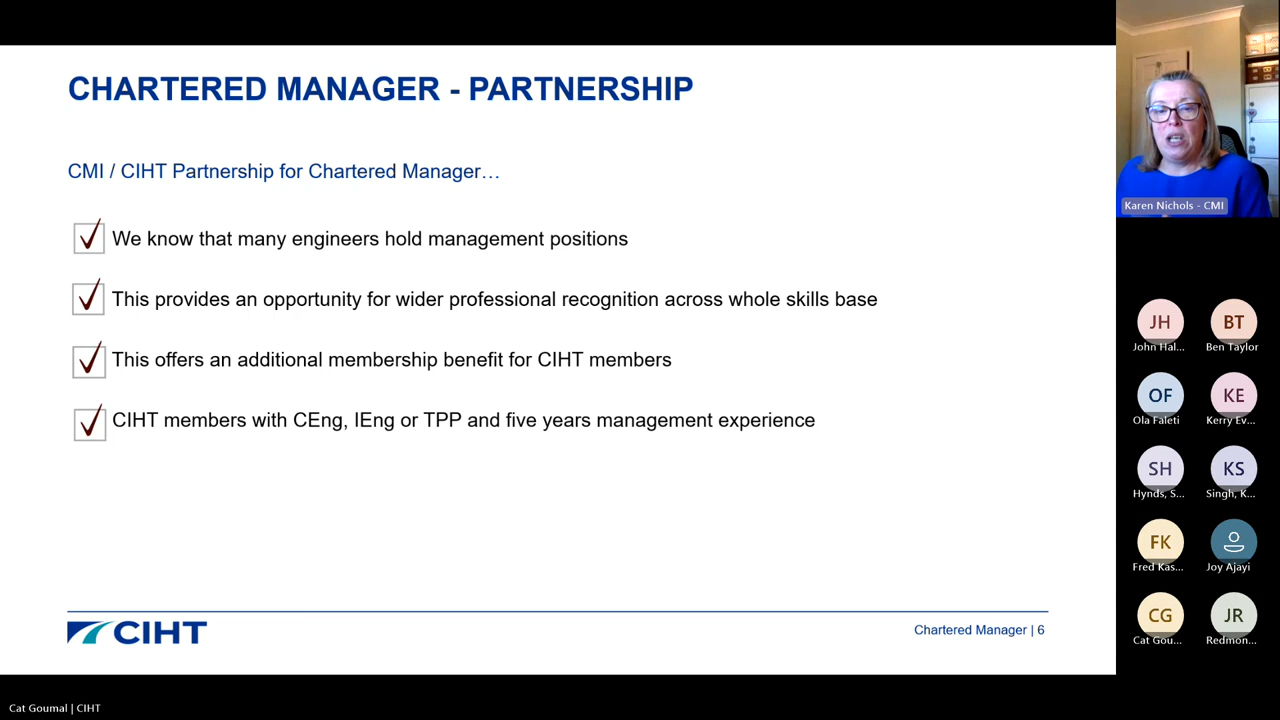 CHARTERED MANAGER - PARTNERSHIP
CMI / CIHT Partnership for Chartered Manager…
We know that many engineers hold management positions
This provides an opportunity for wider professional recognition across whole skills base
This offers an additional membership benefit for CIHT members
CIHT members with CEng, IEng or TPP and five years management experience
CIHT
Chartered Manager | 6
Karen Nichols - CMI
JH
BT
John Hal...
Ben Taylor
OF
KE
Ola Faleti
Kerry Ev...
SH
KS
Hynds, S...
Singh, K...
FK
Fred Kas...
Joy Ajayi
CG
JR
Cat Gou...
Redmon...
Cat Goumal | CIHT